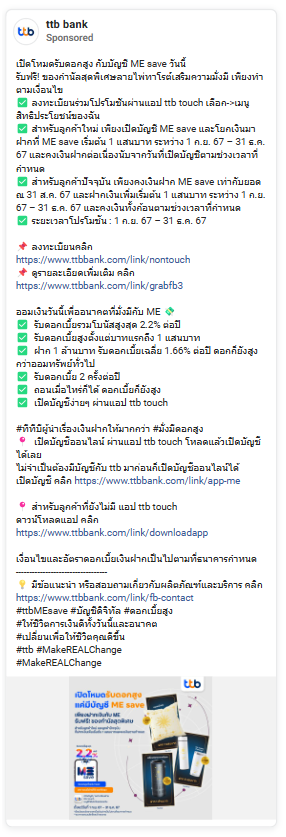 ttb bank
Sponsored
เปิดโหมดรับดอกสูง กับบัญชี ME save วันนี้
รับฟรี! ของกำนัลสุดพิเศษลายไพ่ทาโรต์เสริมความมั่งมี เพียงทำ
ตามเงื่อนไข
✅ ลงทะเบียนร่วมโปรโมชันผ่านแอป ttb touch เลือก->เมนู
สิทธิประโยชน์ของฉัน
✅ สำหรับลูกค้าใหม่ เพียงเปิดบัญชี ME save และโยกเงินมา
ฝากที่ ME save เริ่มต้น 1 แสนบาท ระหว่าง 1 ก.ย. 67 – 31 ธ.
ค. 67 และคงเงินฝากต่อเนื่องนับจากวันที่เปิดบัญชีตามช่วงเวลาที่
กำหนด
✅ สำหรับลูกค้าปัจจุบัน เพียงคงเงินฝาก ME save เท่ากับยอด
ณ 31 ส.ค. 67 และฝากเงินเพิ่มเริ่มต้น 1 แสนบาท ระหว่าง 1 ก.ย.
67 – 31 ธ.ค. 67 และคงเงินทั้งก้อนตามช่วงเวลาที่กำหนด
✅ ระยะเวลาโปรโมชัน : 1 ก.ย. 67 – 31 ธ.ค. 67
📌 ลงทะเบียนคลิก
https://www.ttbbank.com/link/nontouch
📌 ดูรายละเอียดเพิ่มเติม คลิก
https://www.ttbbank.com/link/grabfb3
ออมเงินวันนี้เพื่ออนาคตที่มั่งมีกับ ME 💸
✅ รับดอกเบี้ยรวมโบนัสสูงสุด 2.2% ต่อปี
✅ รับดอกเบี้ยสูงตั้งแต่บาทแรกถึง 1 แสนบาท
✅ ฝาก 1 ล้านบาท รับดอกเบี้ยเฉลี่ย 1.66% ต่อปี ดอกก็ยังสูง
กว่าออมทรัพย์ทั่วไป
✅ รับดอกเบี้ย 2 ครั้งต่อปี
✅ ถอนเมื่อไหร่ก็ได้ ดอกเบี้ยก็ยังสูง
✅ เปิดบัญชีง่ายๆ ผ่านแอป ttb touch
#ทีทีบีผู้นำเรื่องเงินฝากให้มากกว่า #มั่งมีดอกสูง
📍 เปิดบัญชีออนไลน์ ผ่านแอป ttb touch โหลดแล้วเปิดบัญชี
ได้เลย
ไม่จำเป็นต้องมีบัญชีกับ ttb มาก่อนก็เปิดบัญชีออนไลน์ได้
เปิดบัญชี คลิก https://www.ttbbank.com/link/app-me
📍 สำหรับลูกค้าที่ยังไม่มี แอป ttb touch
ดาวน์โหลดแอป คลิก
https://www.ttbbank.com/link/downloadapp
เงื่อนไขและอัตราดอกเบี้ยเงินฝากเป็นไปตามที่ธนาคารกำหนด
--------------------------------
💡 มีข้อแนะนำ หรือสอบถามเกี่ยวกับผลิตภัณฑ์และบริการ คลิก
https://www.ttbbank.com/link/fb-contact
#ttbMEsave #บัญชีดิจิทัล #ดอกเบี้ยสูง
#ให้ชีวิตการเงินดีทั้งวันนี้และอนาคต
#เปลี่ยนเพื่อให้ชีวิตคุณดีขึ้น
#ttb #MakeREALChange
#MakeREALChange
ttb
เปิดโหมดรับดอกสูง
แค่มีบัญชี ME save
เพียงฝากเงินกับ ME
รับฟรี ของกำนัลสุดพิเศษ
2.2%
ME